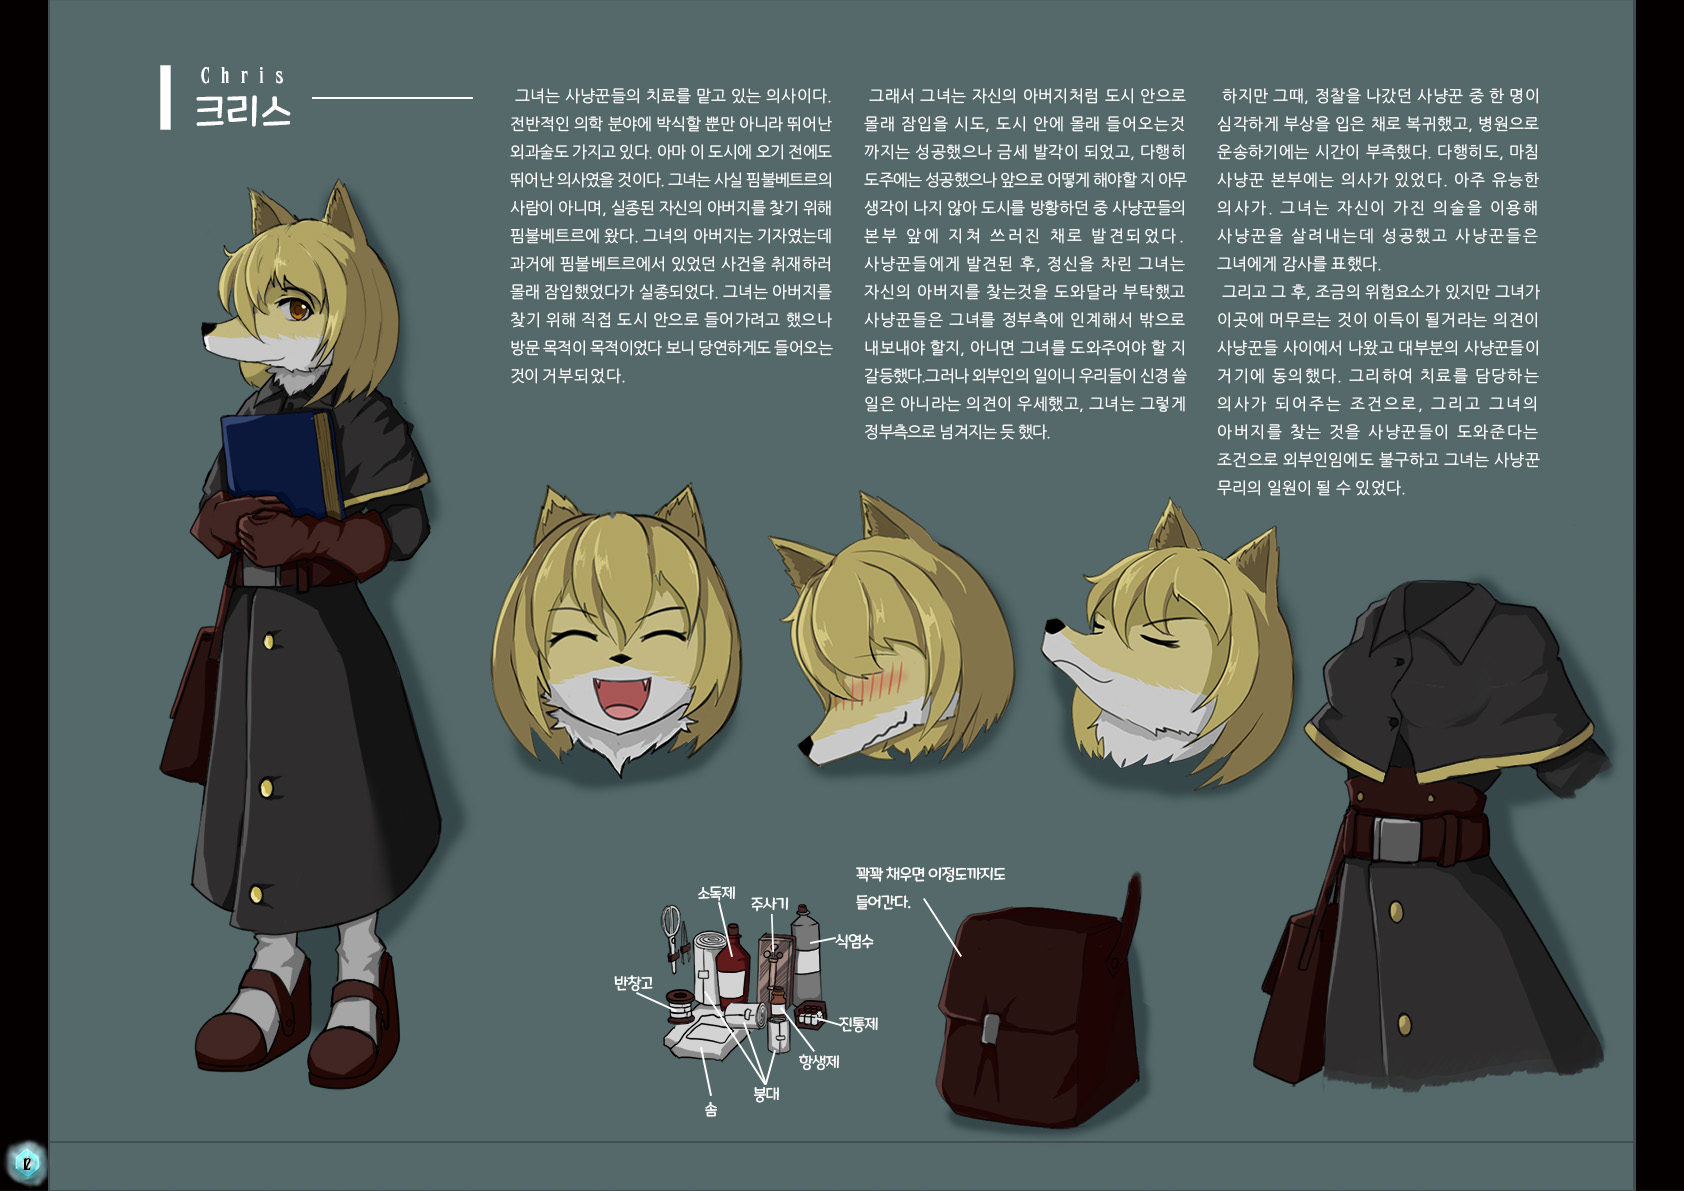 Chris
크리스
그녀는 사냥꾼들의 치료를 맡고 있는 의사이다.
전반적인 의학 분야에 박식할 뿐만 아니라 뛰어난
외과술도 가지고 있다. 아마 이 도시에 오기 전에도
뛰어난 의사였을 것이다. 그녀는 사실 핌불베트르의
사람이 아니며, 실종된 자신의 아버지를 찾기 위해
핌불베트르에 왔다. 그녀의 아버지는 기자였는데
과거에 핌불베트르에서 있었던 사건을 취재하러
몰래 잠입했었다가 실종되었다. 그녀는 아버지를
찾기 위해 직접 도시 안으로 들어가려고 했으나
방문 목적이 목적이었다 보니 당연하게도 들어오는
것이 거부되었다.
그래서 그녀는 자신의 아버지처럼 도시 안으로
몰래 잠입을 시도, 도시 안에 몰래 들어오는것
까지는 성공했으나 금세 발각이 되었고, 다행히
도주에는 성공했으나 앞으로 어떻게 해야할 지 아무
생각이 나지 않아 도시를 방황하던 중 사냥꾼들의
본부 앞에 지쳐 쓰러진 채로 발견되었다.
사냥꾼들에게 발견된 후, 정신을 차린 그녀는
자신의 아버지를 찾는것을 도와달라 부탁했고
사냥꾼들은 그녀를 정부측에 인계해서 밖으로
내보내야 할지, 아니면 그녀를 도와주어야 할 지
갈등했다.그러나 외부인의 일이니 우리들이 신경 쓸
일은 아니라는 의견이 우세했고, 그녀는 그렇게
정부측으로 넘겨지는 듯 했다.
하지만 그때, 정찰을 나갔던 사냥꾼 중 한 명이
심각하게 부상을 입은 채로 복귀했고, 병원으로
운송하기에는 시간이 부족했다. 다행히도, 마침
사냥꾼 본부에는 의사가 있었다. 아주 유능한
의사가. 그녀는 자신이 가진 의술을 이용해
사냥꾼을 살려내는데 성공했고 사냥꾼들은
그녀에게 감사를 표했다.
그리고 그 후, 조금의 위험요소가 있지만 그녀가
이곳에 머무르는 것이 이득이 될거라는 의견이
사냥꾼들 사이에서 나왔고 대부분의 사냥꾼들이
거기에 동의했다. 그리하여 치료를 담당하는
의사가 되어주는 조건으로, 그리고 그녀의
아버지를 찾는 것을 사냥꾼들이 도와준다는
조건으로 외부인임에도 불구하고 그녀는 사냥꾼
무리의 일원이 될 수 있었다.
꽉꽉 채우면 이정도까지도
들어간다.
소독제
주사기
식염수
반창고
진통제
항생제
붕대
솜
12